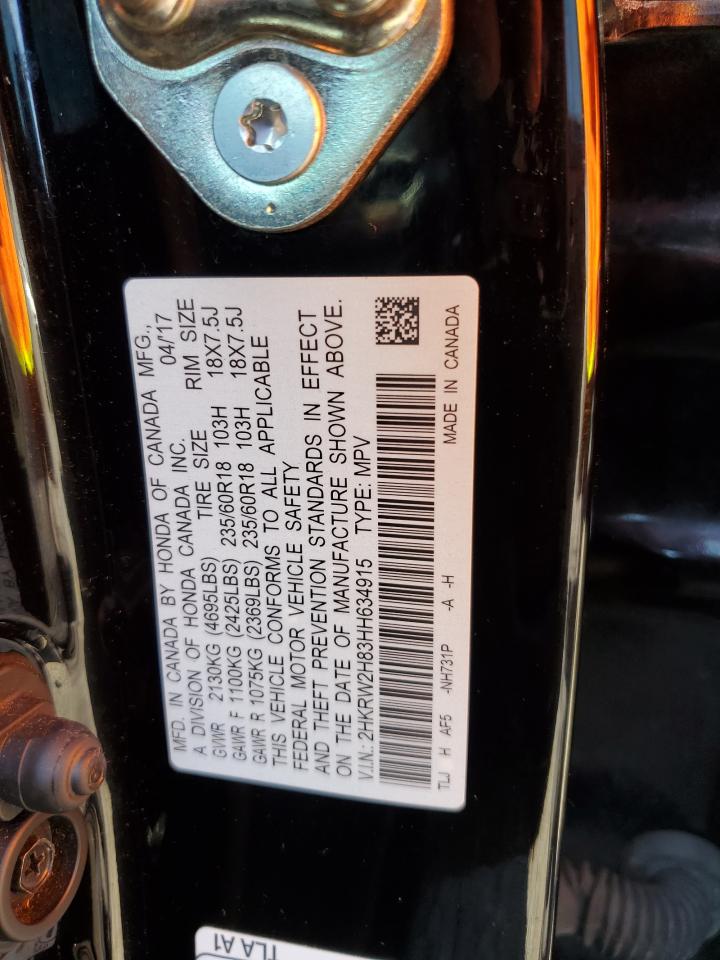 MFD. IN CANADA BY HONDA OF CANADA MFG.,
A DIVISION OF HONDA CANADA INC. 04/17
GVWR 2130KG (4695LBS) TIRE SIZE RIM SIZE
GAWR F 1100KG (2425LBS) 235/60R18 103H 18X7.5J
GAWR R 1075KG (2369LBS) 235/60R18 103H 18X7.5J
THIS VEHICLE CONFORMS TO ALL APPLICABLE
FEDERAL MOTOR VEHICLE SAFETY
AND THEFT PREVENTION STANDARDS IN EFFECT
ON THE DATE OF MANUFACTURE SHOWN ABOVE.
V.I.N.: 2HKRW2H83HH634915 TYPE: MPV
TLJ H AF5 -NH731P -A -H MADE IN CANADA
TLA A1